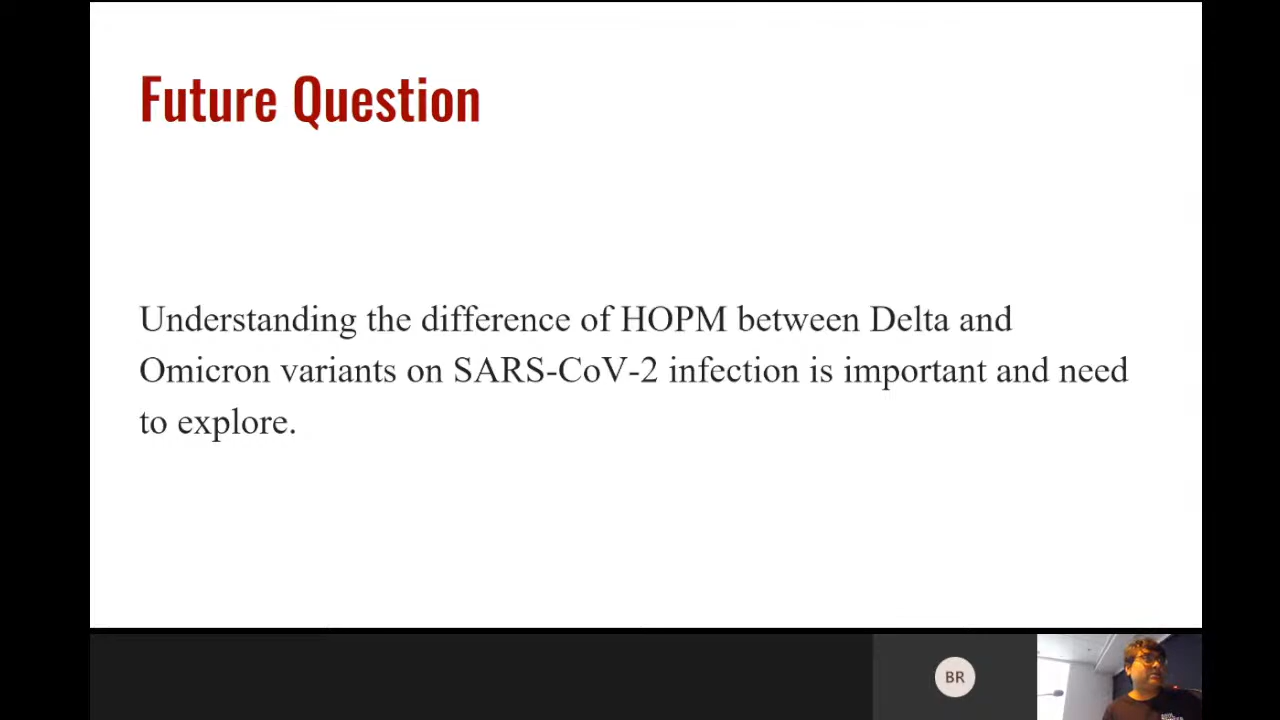 Future Question
Understanding the difference of HOPM between Delta and
Omicron variants on SARS-CoV-2 infection is important and need
to explore.
BR